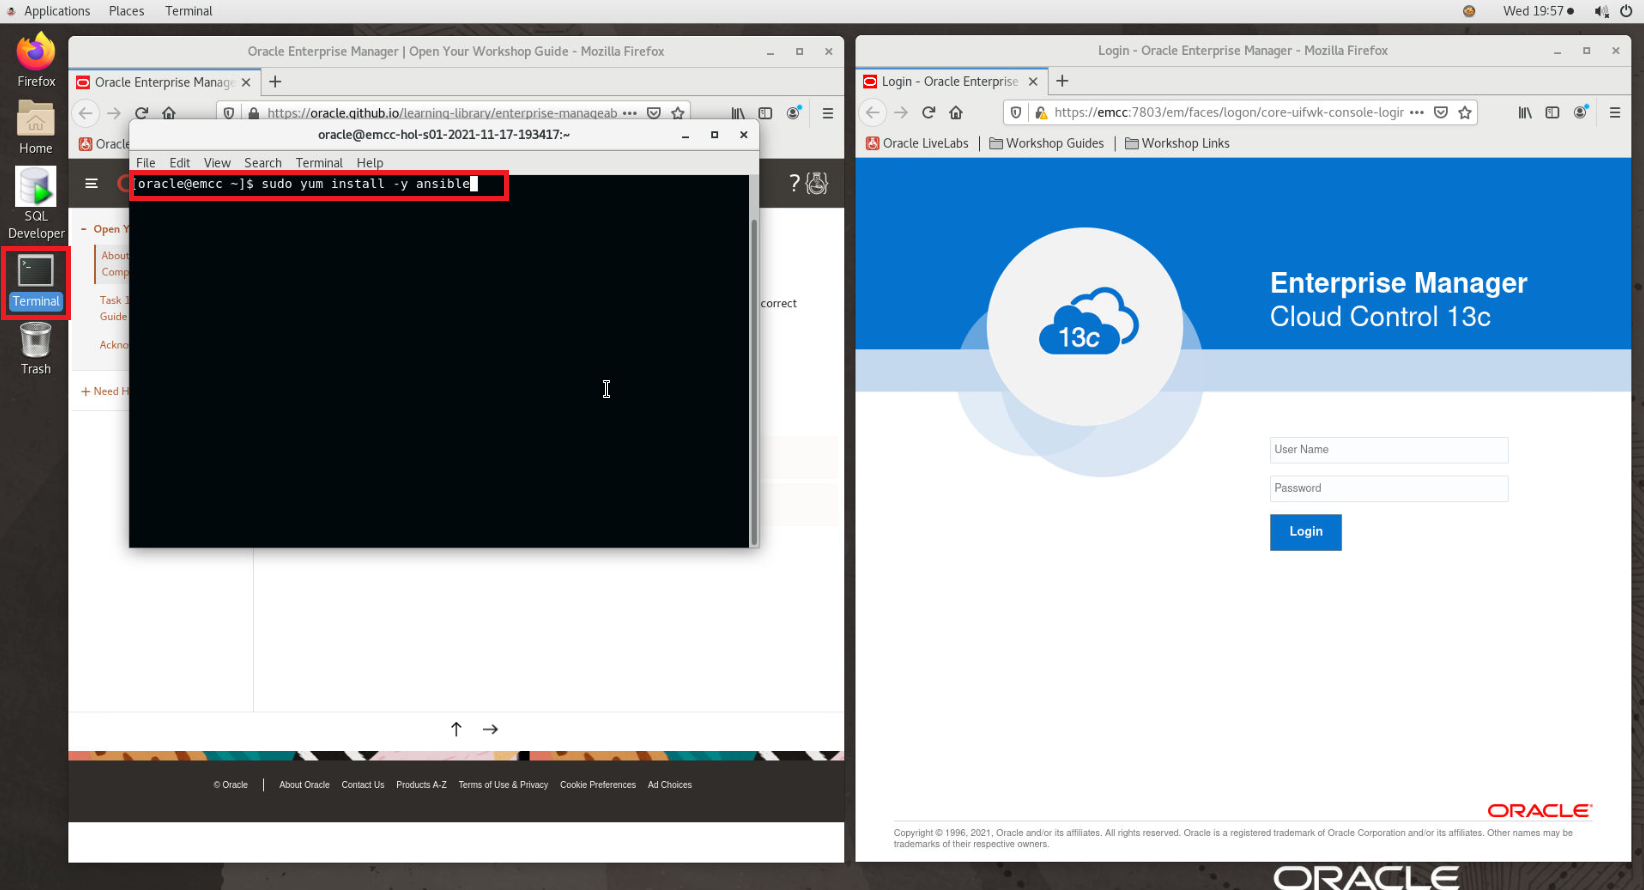 Applications Places Terminal
Wed 19:57
Firefox
Home
SQL
Developer
Terminal
Trash
Oracle Enterprise Manager | Open Your Workshop Guide - Mozilla Firefox
Oracle Enterprise Manage
https://oracle.github.io/learning-library/enterprise-manageab
Oracle
oracle@emcc-hol-s01-2021-11-17-193417:~
File Edit View Search Terminal Help
[oracle@emcc ~]$ sudo yum install -y ansible
Open Y
About
Comp
Task 1
Guide
Ackno
Need H
correct
© Oracle | About Oracle Contact Us Products A-Z Terms of Use & Privacy Cookie Preferences Ad Choices
Login - Oracle Enterprise Manager - Mozilla Firefox
Login - Oracle Enterprise
https://emcc:7803/em/faces/logon/core-uifwk-console-login
Oracle LiveLabs Workshop Guides Workshop Links
13c
Enterprise Manager
Cloud Control 13c
User Name
Password
Login
ORACLE
Copyright © 1996, 2021, Oracle and/or its affiliates. All rights reserved. Oracle is a registered trademark of Oracle Corporation and/or its affiliates. Other names may be
trademarks of their respective owners.
ORACLE